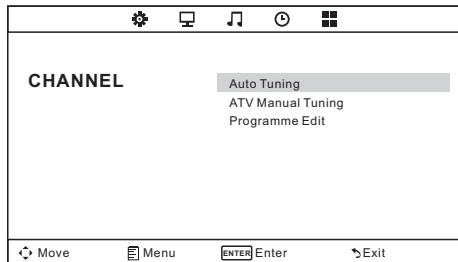 CHANNEL
Auto Tuning
ATV Manual Tuning
Programme Edit
Move Menu ENTER Enter Exit